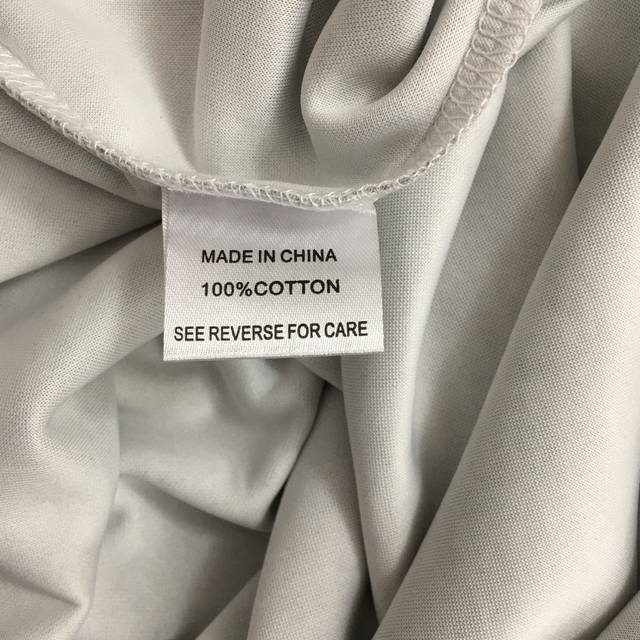 MADE IN CHINA
100%COTTON
SEE REVERSE FOR CARE